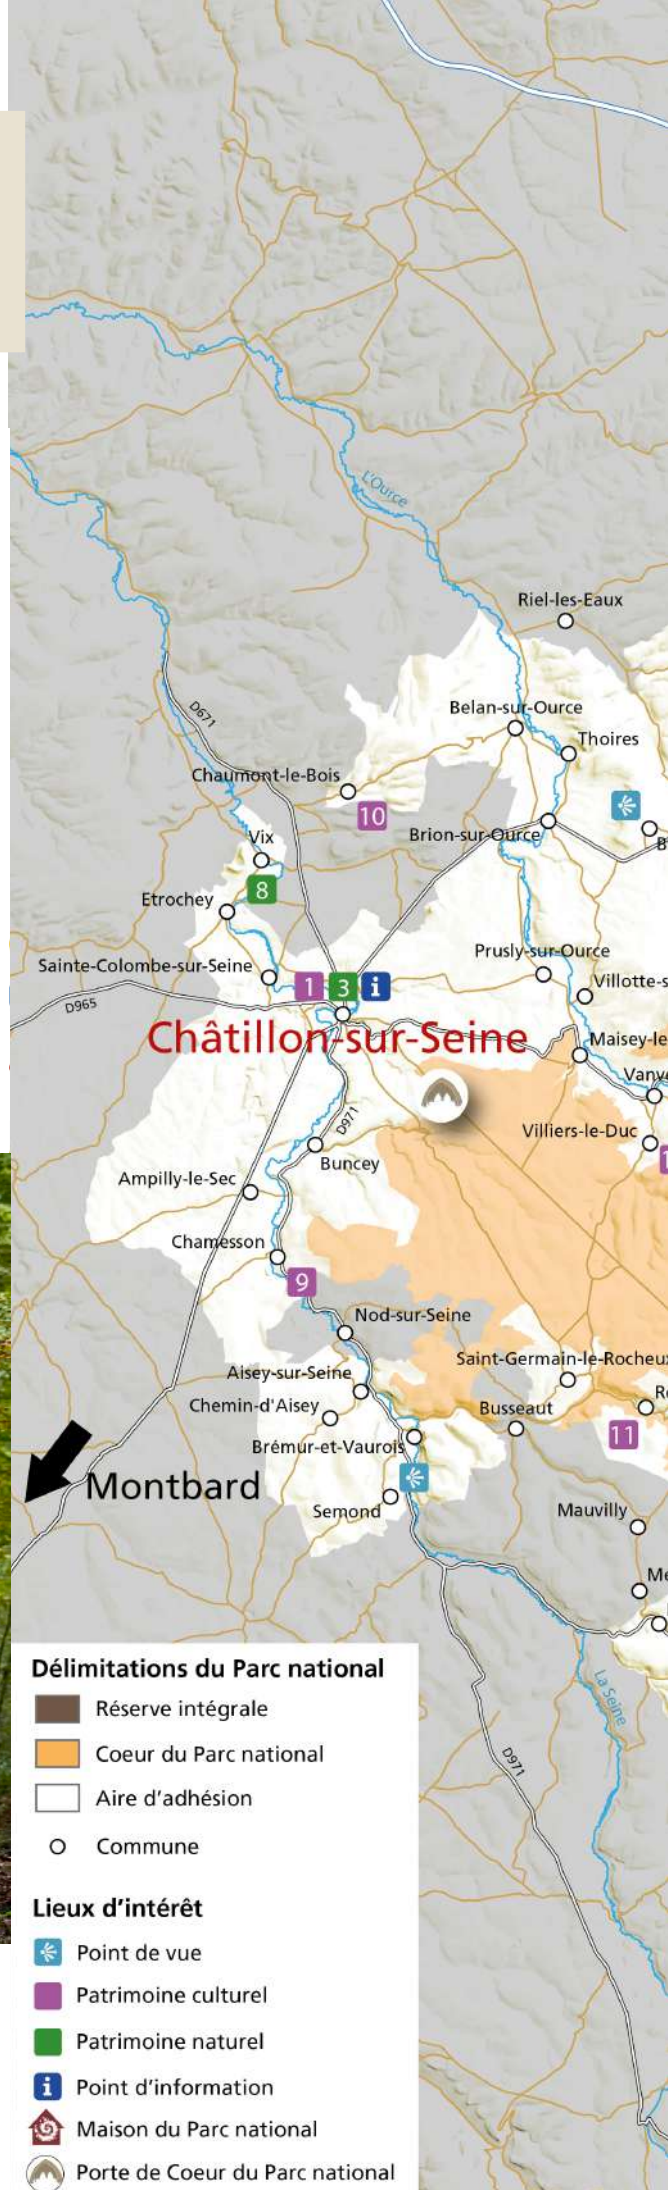 L'Ource
Riel-les-Eaux
Belan-sur-Ource
D671
Thoires
Chaumont-le-Bois
10
Brion-sur-Ource
Vix
8
Etrochey
Prusly-sur-Ource
Sainte-Colombe-sur-Seine
1 3 i
D965
Châtillon-sur-Seine
D971
Villiers-le-Duc
Buncey
Ampilly-le-Sec
Chamesson
9
Nod-sur-Seine
Saint-Germain-le-Rocheux
Aisey-sur-Seine
Chemin-d'Aisey
Busseaut
11
Brémur-et-Vaurois
Montbard
Semond
Mauvilly
La Seine
D971
Délimitations du Parc national
Réserve intégrale
Coeur du Parc national
Aire d'adhésion
Commune
Lieux d'intérêt
Point de vue
Patrimoine culturel
Patrimoine naturel
i Point d'information
Maison du Parc national
Porte de Coeur du Parc national